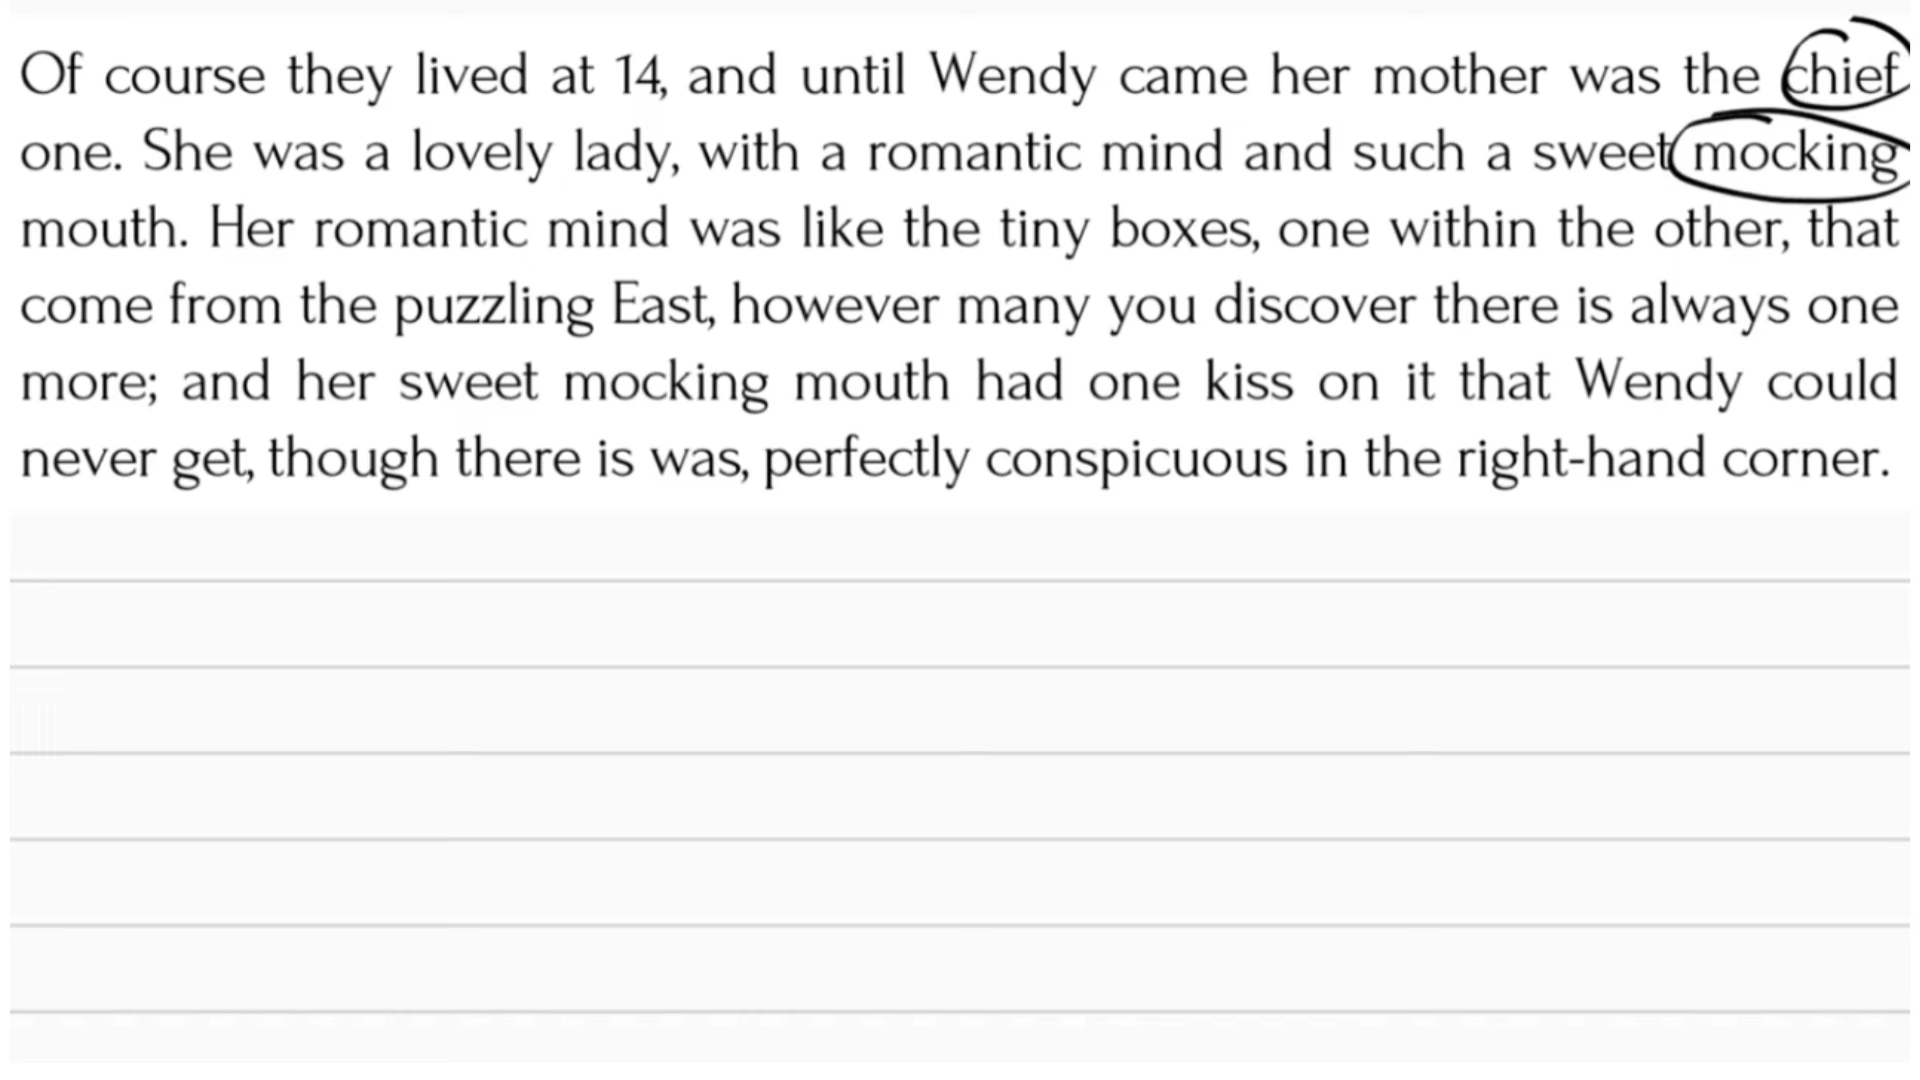 Of course they lived at 14, and until Wendy came her mother was the chief
one. She was a lovely lady, with a romantic mind and such a sweet mocking
mouth. Her romantic mind was like the tiny boxes, one within the other, that
come from the puzzling East, however many you discover there is always one
more; and her sweet mocking mouth had one kiss on it that Wendy could
never get, though there is was, perfectly conspicuous in the right-hand corner.